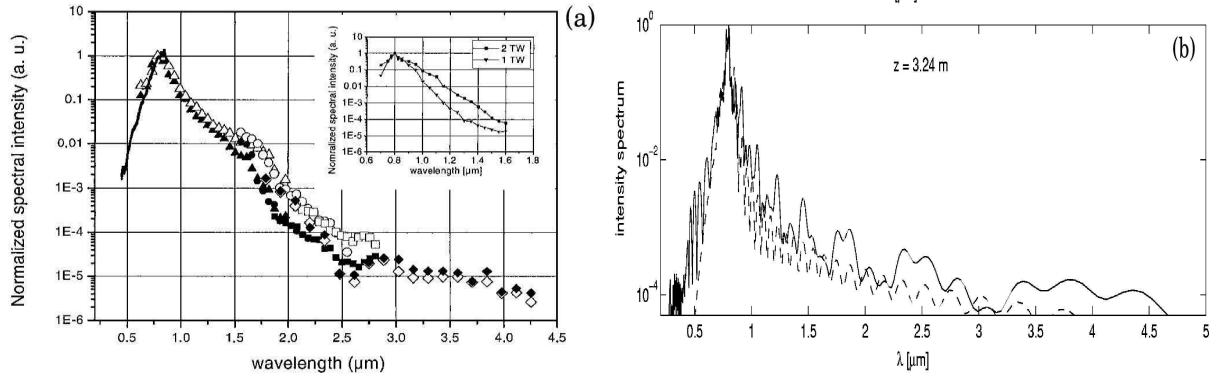 (a)
Normalized spectral intensity (a. u.)
1
0.1
0.01
1E-3
1E-4
1E-5
1E-6
0.5 1.0 1.5 2.0 2.5 3.0 3.5 4.0 4.5
wavelength (μm)
Nomralized spectral intensity (a. u.)
1
0.1
0.01
1E-3
1E-4
1E-5
1E-6
2 TW
1 TW
0.6 0.8 1.0 1.2 1.4 1.6 1.8
wavelength [μm]
(b)
z = 3.24 m
intensity spectrum
10⁰
10⁻²
10⁻⁴
0.5 1 1.5 2 2.5 3 3.5 4 4.5 5
λ [μm]